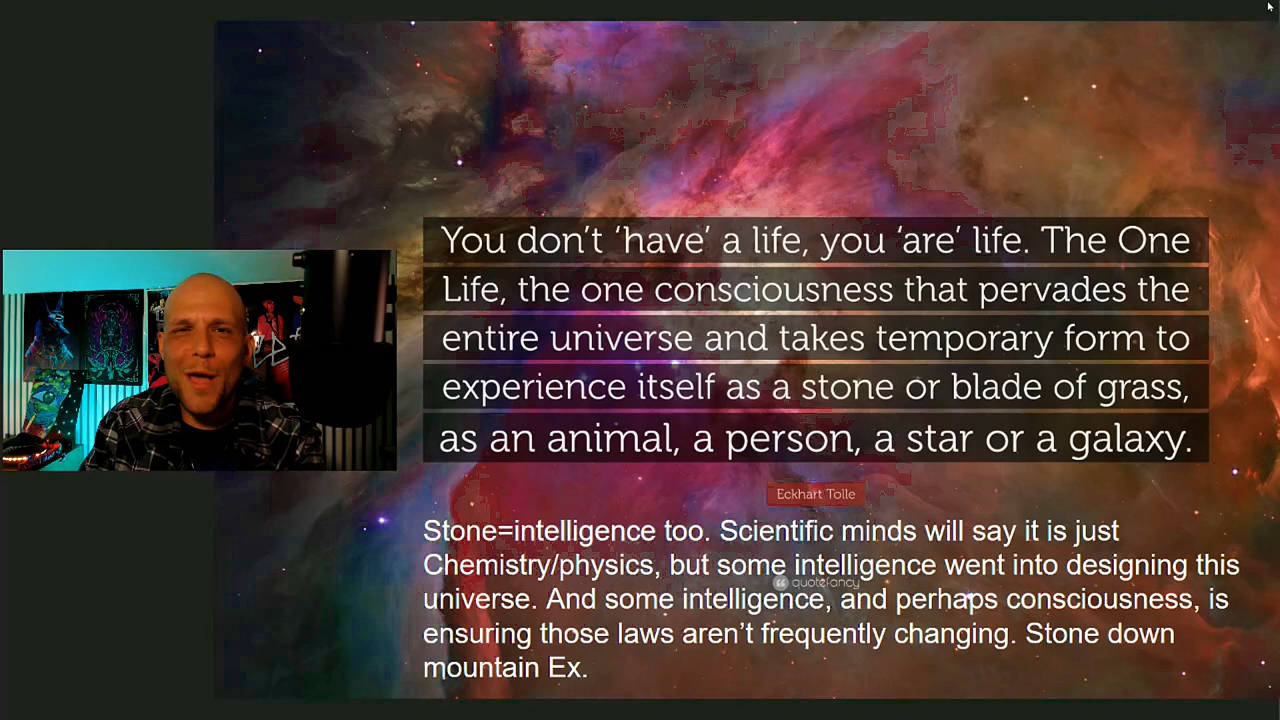 You don't ‘have’ a life, you ‘are’ life. The One
Life, the one consciousness that pervades the
entire universe and takes temporary form to
experience itself as a stone or blade of grass,
as an animal, a person, a star or a galaxy.
Eckhart Tolle
Stone=intelligence too. Scientific minds will say it is just
Chemistry/physics, but some intelligence went into designing this
quotefancy
universe. And some intelligence, and perhaps consciousness, is
ensuring those laws aren’t frequently changing. Stone down
mountain Ex.